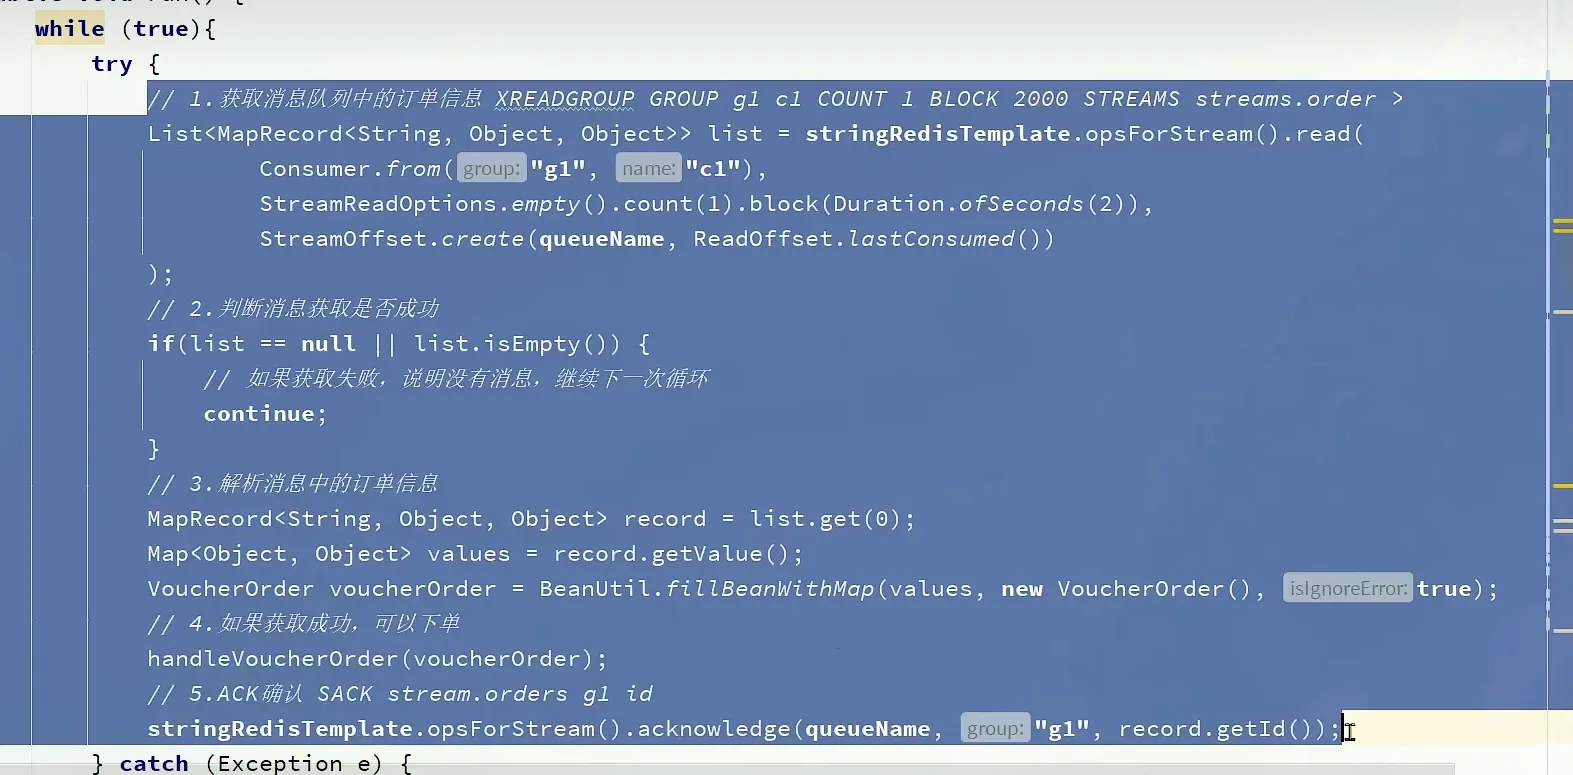 while (true){
try {
// 1.获取消息队列中的订单信息 XREADGROUP GROUP g1 c1 COUNT 1 BLOCK 2000 STREAMS streams.order >
List<MapRecord<String, Object, Object>> list = stringRedisTemplate.opsForStream().read(
Consumer.from( group: "g1", name: "c1"),
StreamReadOptions.empty().count(1).block(Duration.ofSeconds(2)),
StreamOffset.create(queueName, ReadOffset.lastConsumed())
);
// 2.判断消息获取是否成功
if(list == null || list.isEmpty()) {
// 如果获取失败，说明没有消息，继续下一次循环
continue;
}
// 3.解析消息中的订单信息
MapRecord<String, Object, Object> record = list.get(0);
Map<Object, Object> values = record.getValue();
VoucherOrder voucherOrder = BeanUtil.fillBeanWithMap(values, new VoucherOrder(), isIgnoreError: true);
// 4.如果获取成功，可以下单
handleVoucherOrder(voucherOrder);
// 5.ACK确认 SACK stream.orders g1 id
stringRedisTemplate.opsForStream().acknowledge(queueName, group: "g1", record.getId());
} catch (Exception e) {